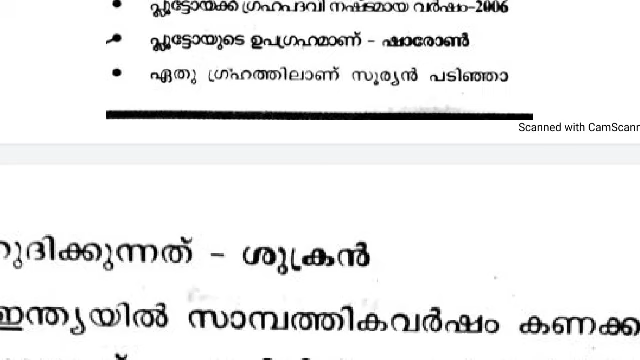 പ്ലൂട്ടോയ്ക്ക് ഗ്രഹപദവി നഷ്ടമായ വർഷം-2006
പ്ലൂട്ടോയുടെ ഉപഗ്രഹമാണ് - ഷാരോൺ
ഏതു ഗ്രഹത്തിലാണ് സൂര്യൻ പടിഞ്ഞാ
Scanned with CamScann
റുദിക്കുന്നത് - ശുക്രൻ
ഇന്ത്യയിൽ സാമ്പത്തികവർഷം കണക്ക